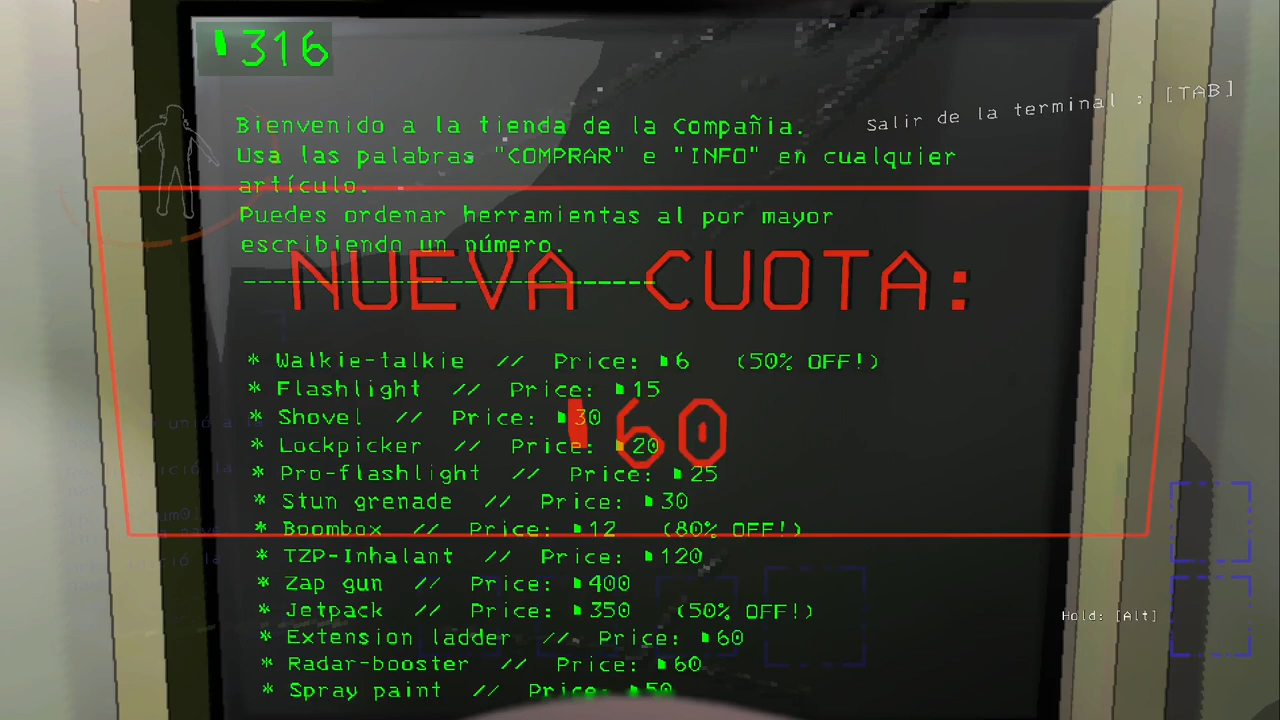 316
Salir de la terminal : [TAB]
Bienvenido a la tienda de la Compañia.
Usa las palabras "COMPRAR" e "INFO" en cualquier
artículo.
Puedes ordenar herramientas al por mayor
escribiendo un número.
NUEVA CUOTA:
60
* Walkie-talkie // Price: 6 (50% OFF!)
* Flashlight // Price: 15
* Shovel // Price: 30
* Lockpicker // Price: 20
* Pro-flashlight // Price: 25
* Stun grenade // Price: 30
* Boombox // Price: 12 (80% OFF!)
* TZP-Inhalant // Price: 120
* Zap gun // Price: 400
* Jetpack // Price: 350 (50% OFF!)
* Extension ladder // Price: 60
* Radar-booster // Price: 60
* Spray paint // Price: 50
Hold: [Alt]